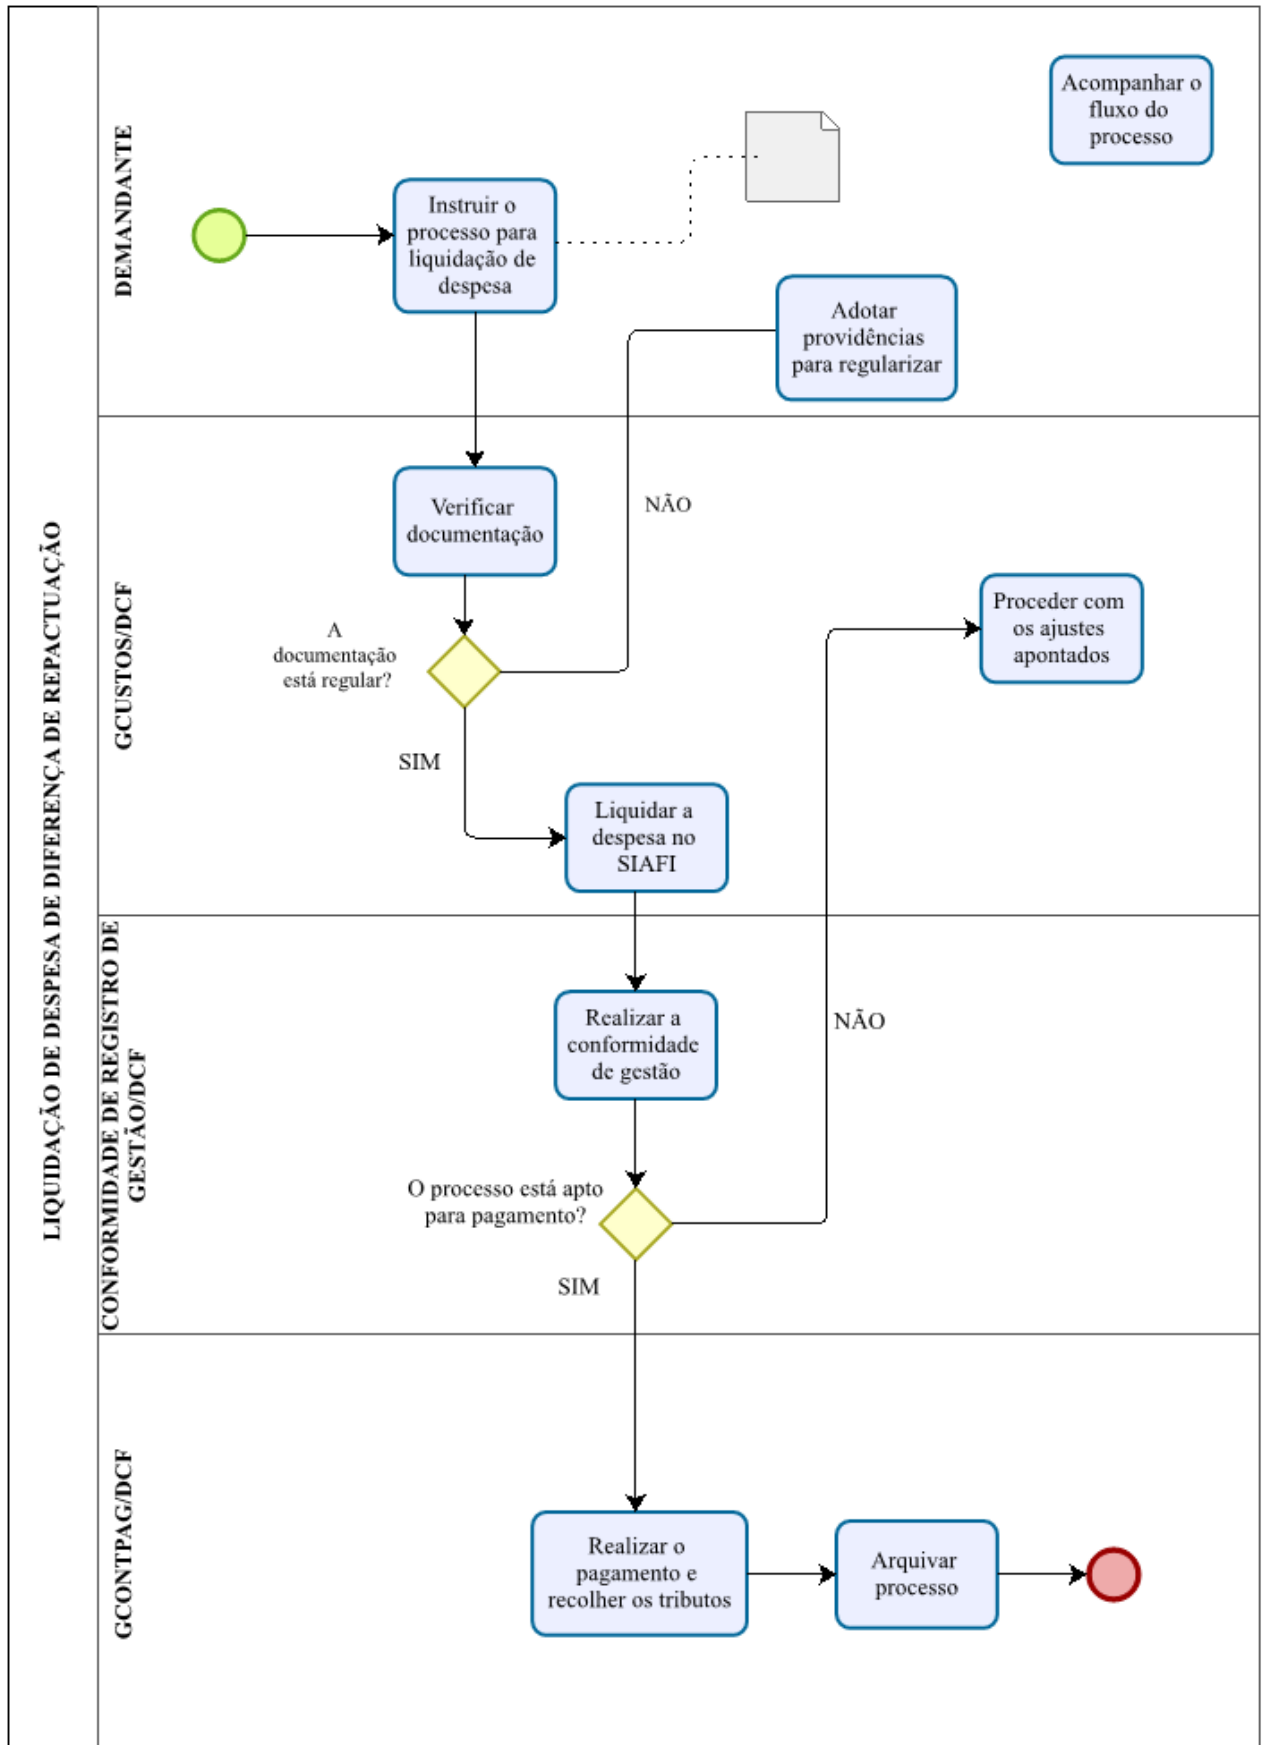 LIQUIDAÇÃO DE DESPESA DE DIFERENÇA DE REPACTUAÇÃO
DEMANDANTE
Acompanhar o
fluxo do
processo
Instruir o
processo para
liquidação de
despesa
Adotar
providências
para regularizar
GCUSTOS/DCF
Verificar
documentação
NÃO
A
documentação
está regular?
Proceder com
os ajustes
apontados
SIM
Liquidar a
despesa no
SIAFI
CONFORMIDADE DE REGISTRO DE
GESTÃO/DCF
Realizar a
conformidade
de gestão
NÃO
O processo está apto
para pagamento?
SIM
GCONTPAG/DCF
Realizar o
pagamento e
recolher os tributos
Arquivar
processo